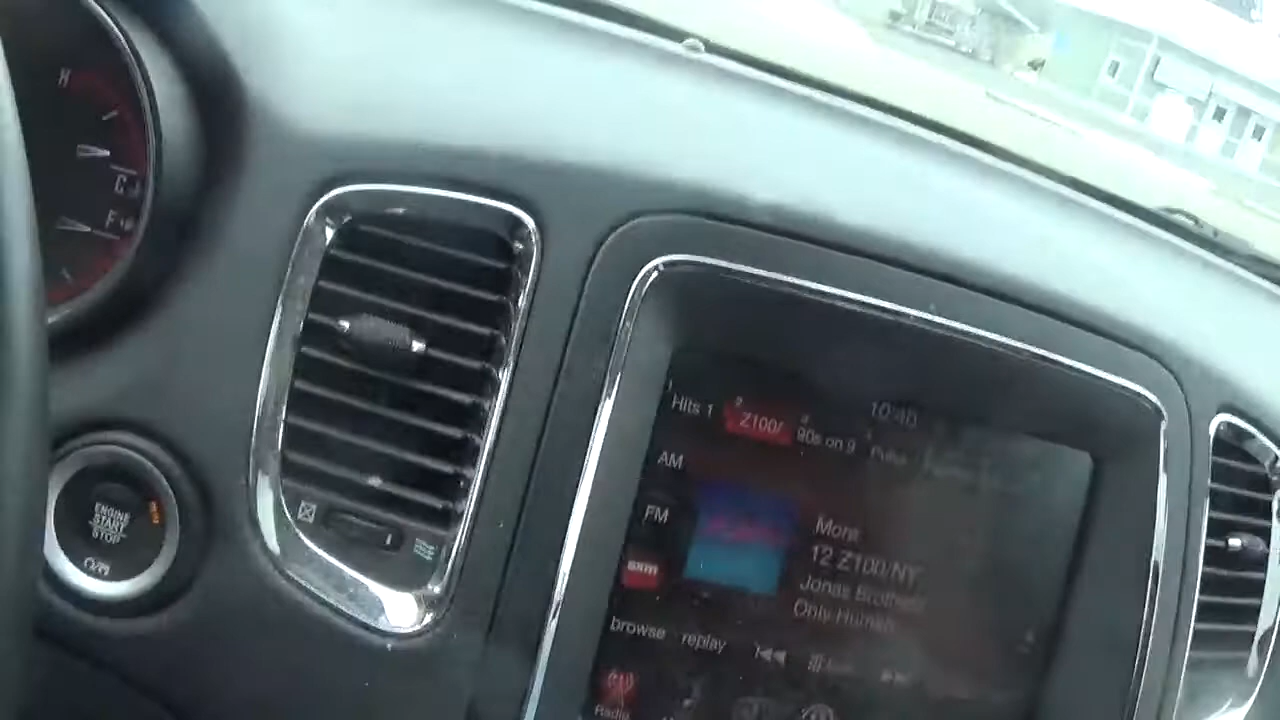 H
C
F
ENGINE
START
STOP
Hits 1
Z100/
90s on 9
10:40
AM
FM
sxm
More
12 Z100/NY
Jonas Brothers
Only Human
browse
replay
Radio